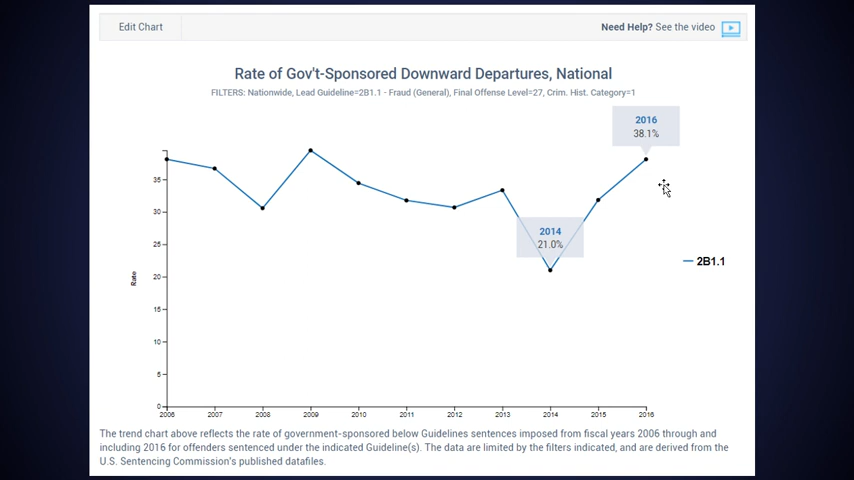 Edit Chart
Need Help? See the video
Rate of Gov't-Sponsored Downward Departures, National
FILTERS: Nationwide, Lead Guideline=2B1.1 - Fraud (General), Final Offense Level=27, Crim. Hist. Category=1
2016
38.1%
35
30
2014
21.0%
25
2B1.1
20
Rate
15
10
5
0
2006 2007 2008 2009 2010 2011 2012 2013 2014 2015 2016
The trend chart above reflects the rate of government-sponsored below Guidelines sentences imposed from fiscal years 2006 through and
including 2016 for offenders sentenced under the indicated Guideline(s). The data are limited by the filters indicated, and are derived from the
U.S. Sentencing Commission's published datafiles.